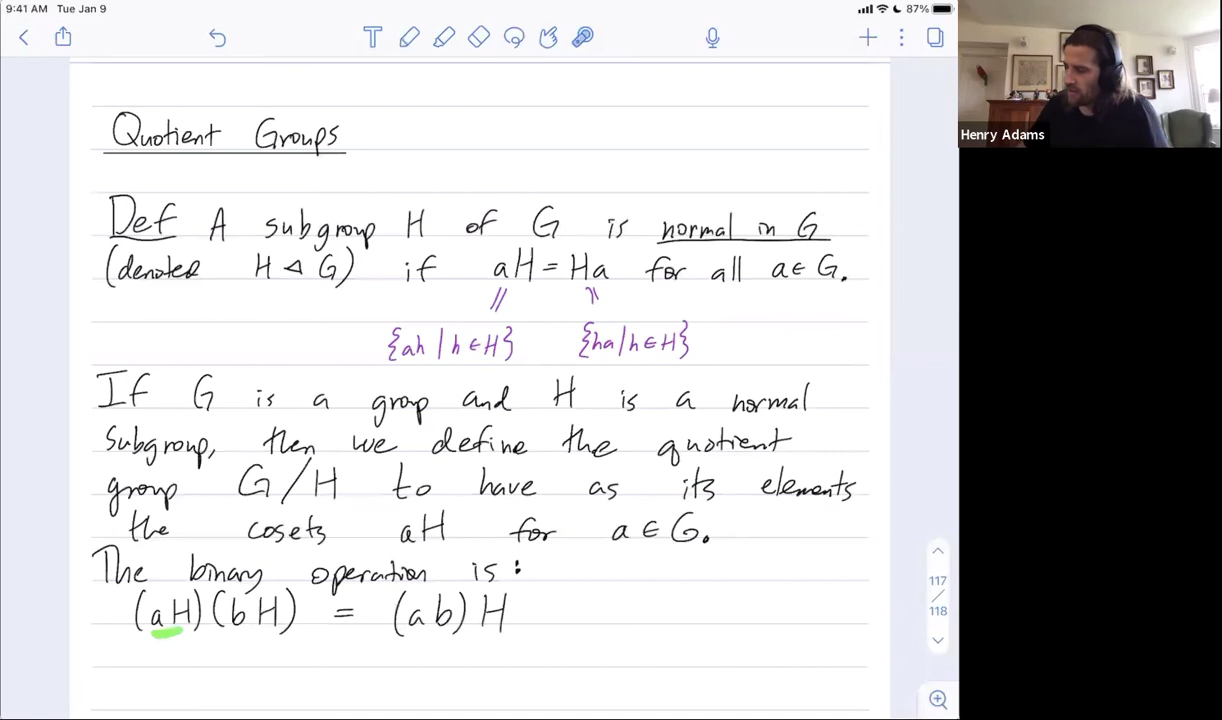 9:41 AM Tue Jan 9
87%
Henry Adams
Quotient Groups
Def A subgroup H of G is normal in G
(denoted H ⊲ G) if aH = Ha for all a ∈ G.
{ah | h ∈ H} {ha | h ∈ H}
If G is a group and H is a normal
subgroup, then we define the quotient
group G/H to have as its elements
the cosets aH for a ∈ G.
The binary operation is:
(aH)(bH) = (ab)H
117
/
118